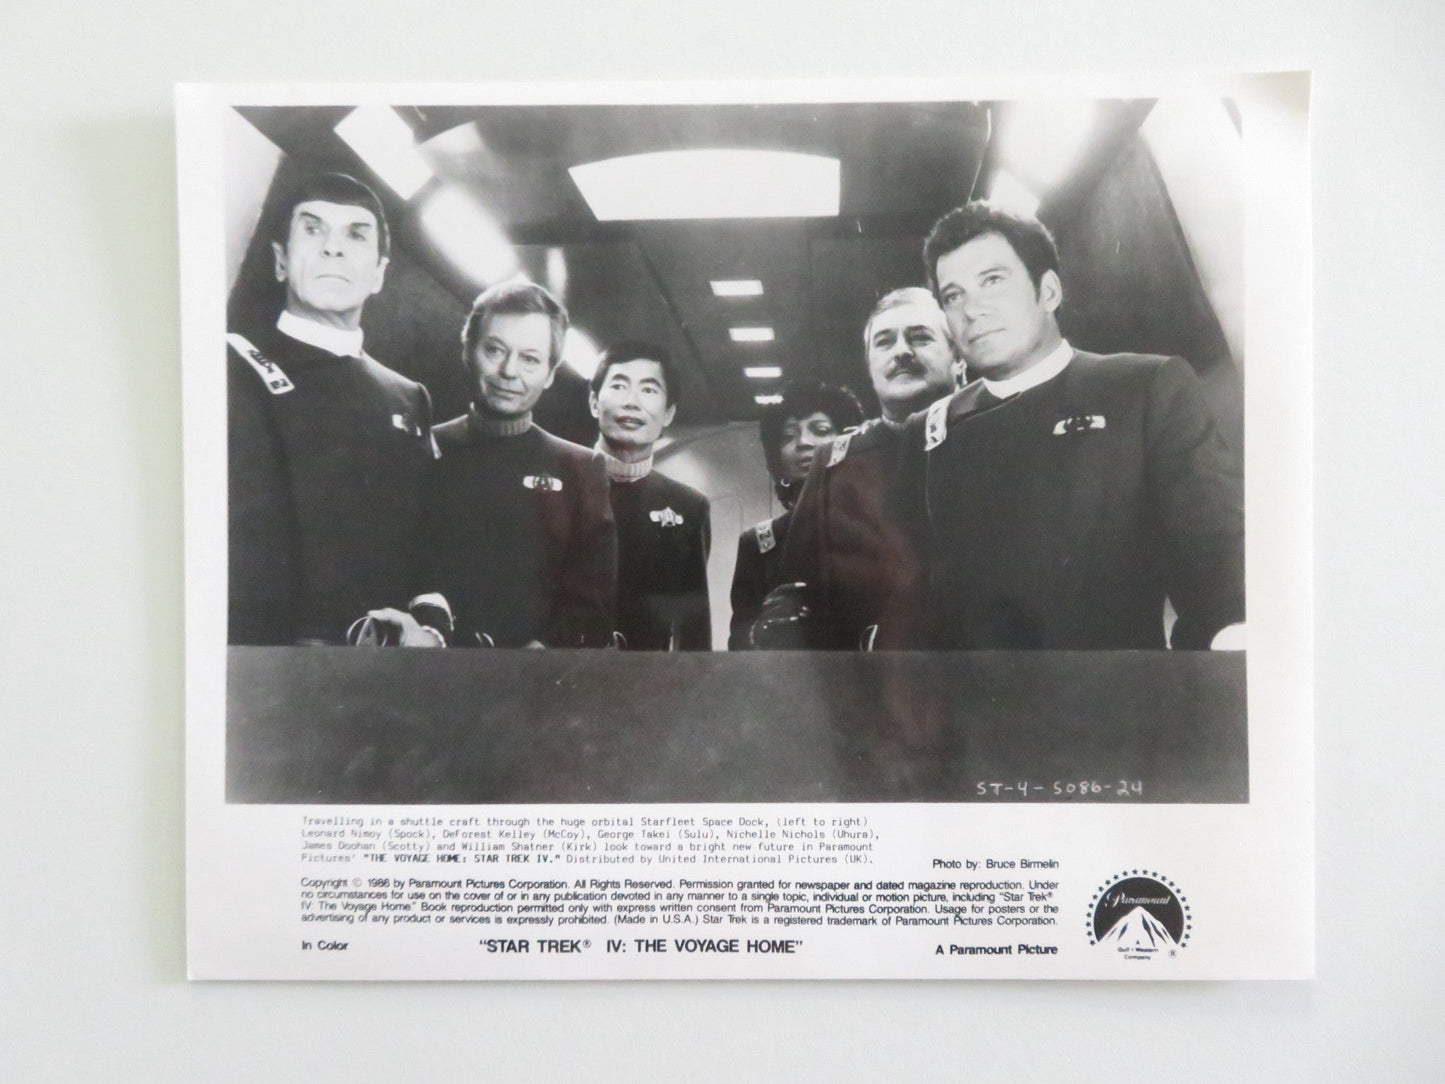 ST-4-5086-24
Travelling in a shuttle craft through the huge orbital Starfleet Space Dock, (left to right)
Leonard Nimoy (Spock), DeForest Kelley (McCoy), George Takei (Sulu), Nichelle Nichols (Uhura),
James Doohan (Scotty) and William Shatner (Kirk) look toward a bright new future in Paramount
Pictures' "THE VOYAGE HOME: STAR TREK IV." Distributed by United International Pictures (UK).
Photo by: Bruce Birmelin
Copyright © 1986 by Paramount Pictures Corporation. All Rights Reserved. Permission granted for newspaper and dated magazine reproduction. Under
no circumstances for use on the cover of or in any publication devoted in any manner to a single topic, individual or motion picture, including "Star Trek®
IV: The Voyage Home." Book reproduction permitted only with express written consent from Paramount Pictures Corporation. Usage for posters or the
advertising of any product or services is expressly prohibited. (Made in U.S.A.) Star Trek is a registered trademark of Paramount Pictures Corporation.
In Color "STAR TREK® IV: THE VOYAGE HOME" A Paramount Picture
Paramount
A
Gulf + Western
Company
®